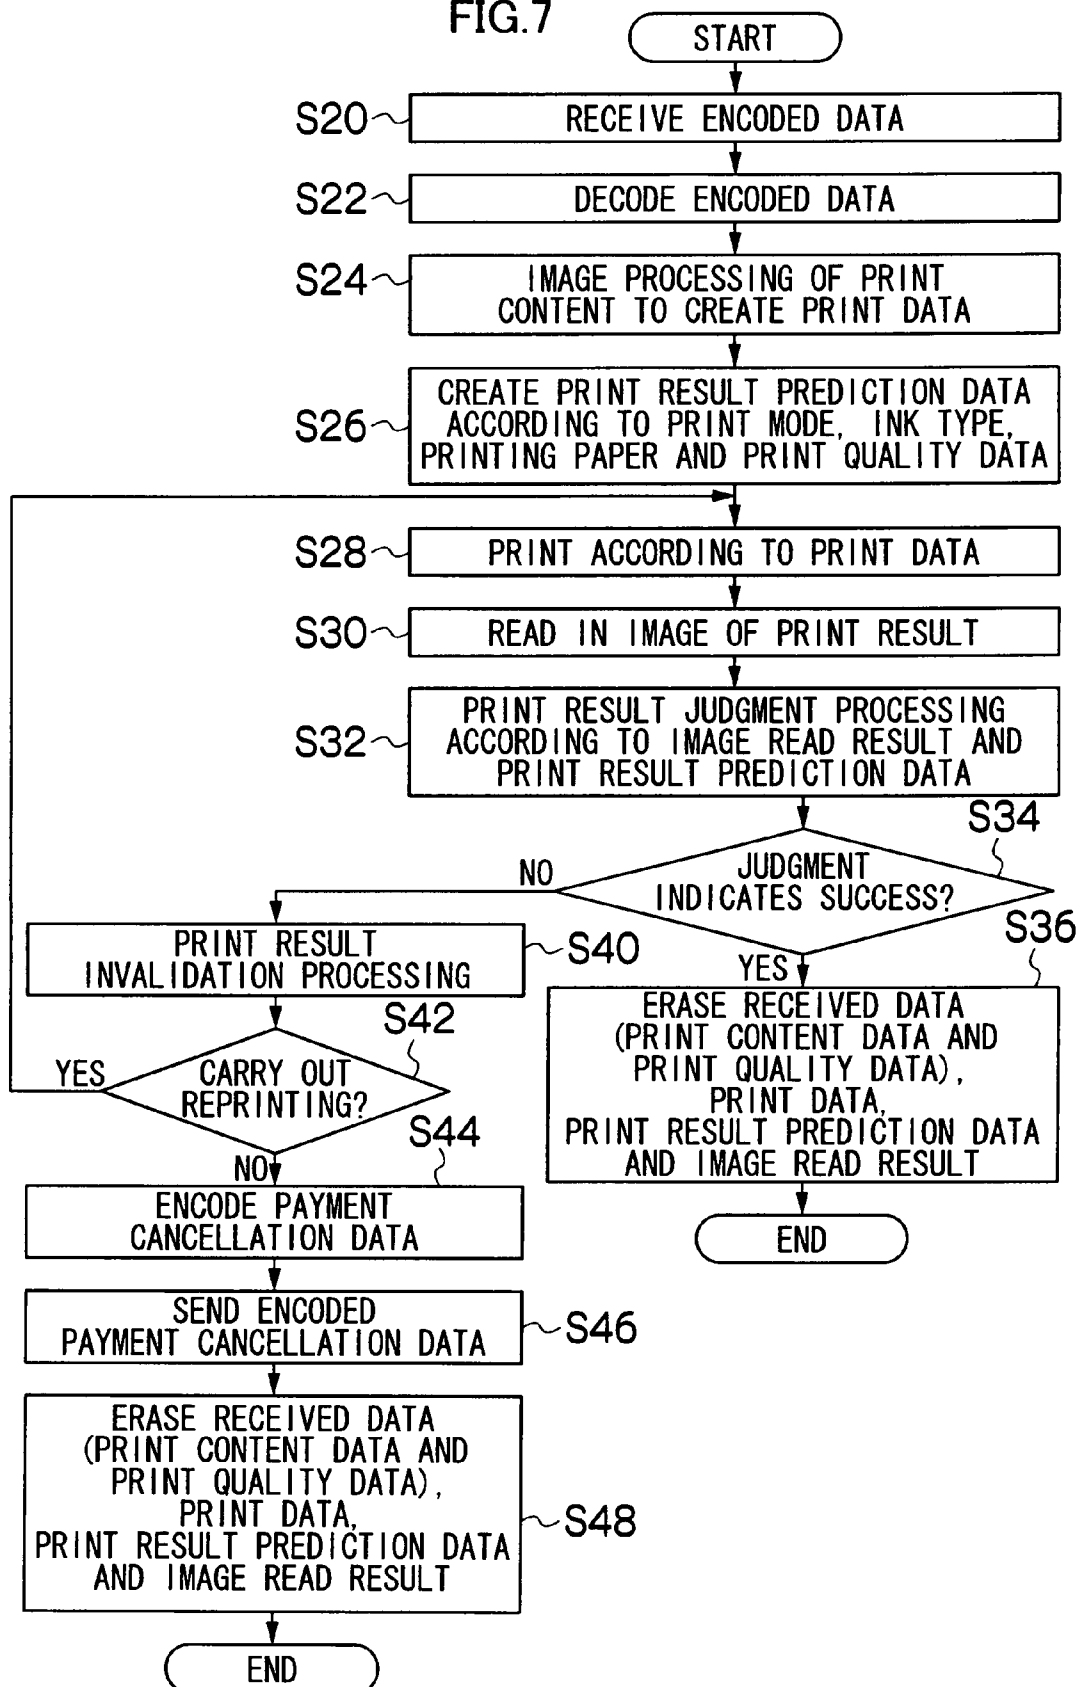 FIG.7
START
S20
RECEIVE ENCODED DATA
S22
DECODE ENCODED DATA
S24
IMAGE PROCESSING OF PRINT
CONTENT TO CREATE PRINT DATA
S26
CREATE PRINT RESULT PREDICTION DATA
ACCORDING TO PRINT MODE, INK TYPE,
PRINTING PAPER AND PRINT QUALITY DATA
S28
PRINT ACCORDING TO PRINT DATA
S30
READ IN IMAGE OF PRINT RESULT
S32
PRINT RESULT JUDGMENT PROCESSING
ACCORDING TO IMAGE READ RESULT AND
PRINT RESULT PREDICTION DATA
S34
JUDGMENT
INDICATES SUCCESS?
NO
YES
S36
ERASE RECEIVED DATA
(PRINT CONTENT DATA AND
PRINT QUALITY DATA),
PRINT DATA,
PRINT RESULT PREDICTION DATA
AND IMAGE READ RESULT
END
PRINT RESULT
INVALIDATION PROCESSING
S40
S42
CARRY OUT
REPRINTING?
YES
NO
S44
ENCODE PAYMENT
CANCELLATION DATA
SEND ENCODED
PAYMENT CANCELLATION DATA
S46
ERASE RECEIVED DATA
(PRINT CONTENT DATA AND
PRINT QUALITY DATA),
PRINT DATA,
PRINT RESULT PREDICTION DATA
AND IMAGE READ RESULT
S48
END